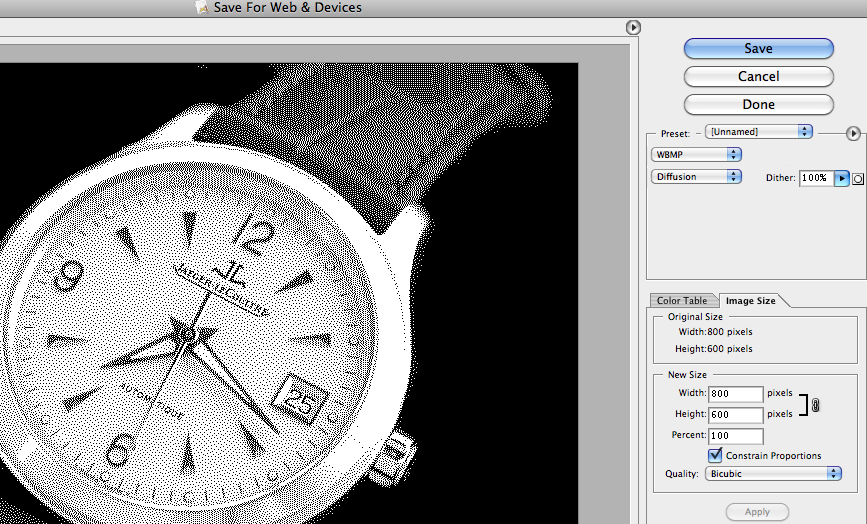 Save For Web & Devices
Save
Cancel
Done
Preset: [Unnamed]
WBMP
Diffusion
Dither: 100%
Color Table
Image Size
Original Size
Width:800 pixels
Height:600 pixels
New Size
Width: 800 pixels
Height: 600 pixels
Percent: 100
Constrain Proportions
Quality: Bicubic
Apply
12
9
JAEGER-LECOULTRE
25
AUTOMATIQUE
6